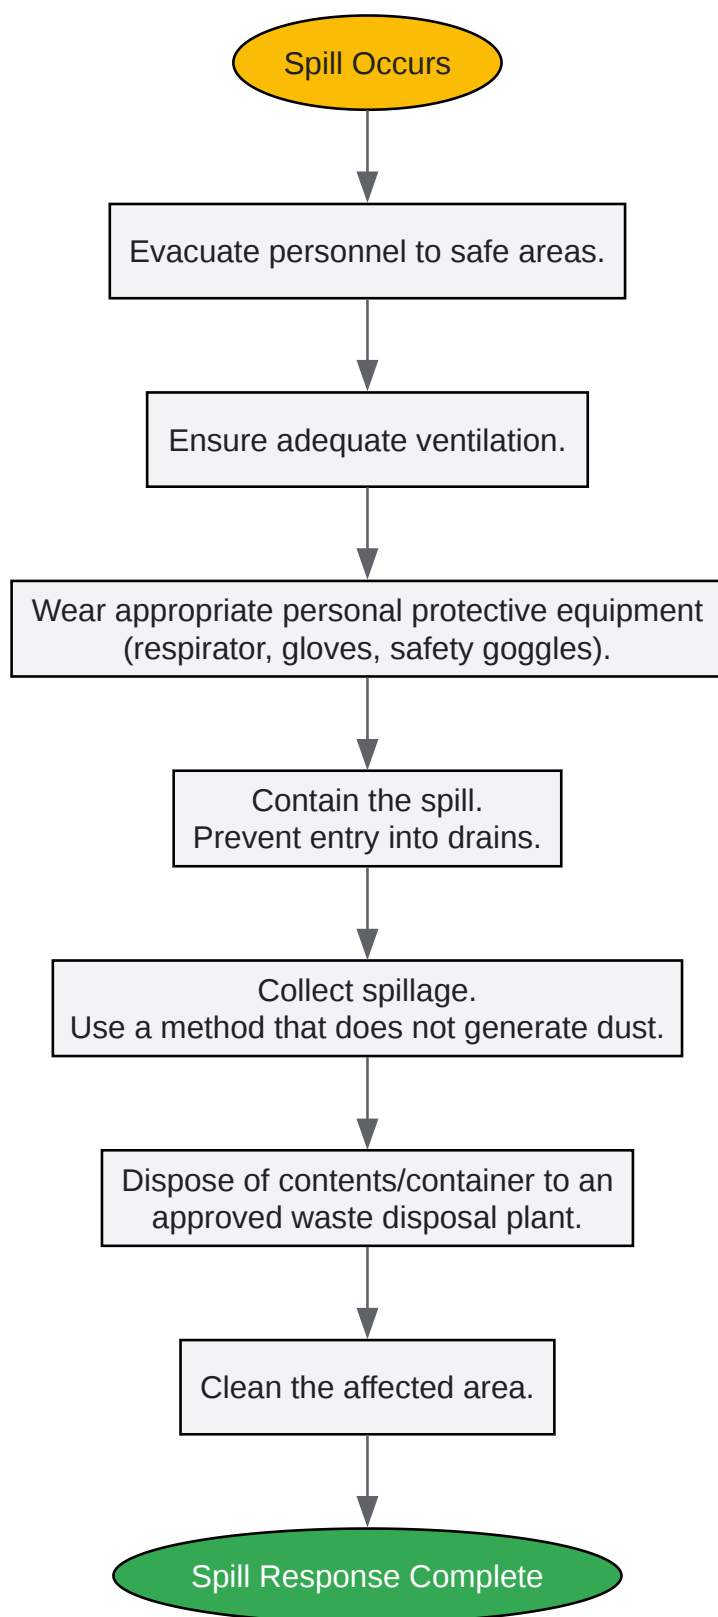 Spill Occurs
Evacuate personnel to safe areas.
Ensure adequate ventilation.
Wear appropriate personal protective equipment
(respirator, gloves, safety goggles).
Contain the spill.
Prevent entry into drains.
Collect spillage.
Use a method that does not generate dust.
Dispose of contents/container to an
approved waste disposal plant.
Clean the affected area.
Spill Response Complete